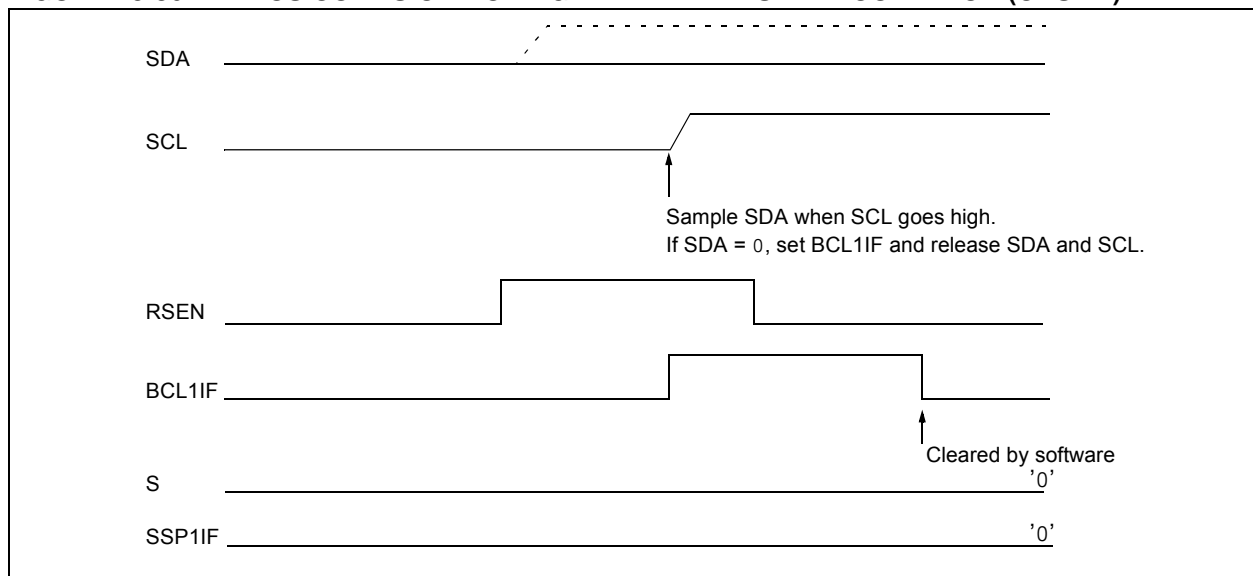 SDA
SCL
Sample SDA when SCL goes high.
If SDA = 0, set BCL1IF and release SDA and SCL.
RSEN
BCL1IF
Cleared by software
S
'0'
SSP1IF
'0'